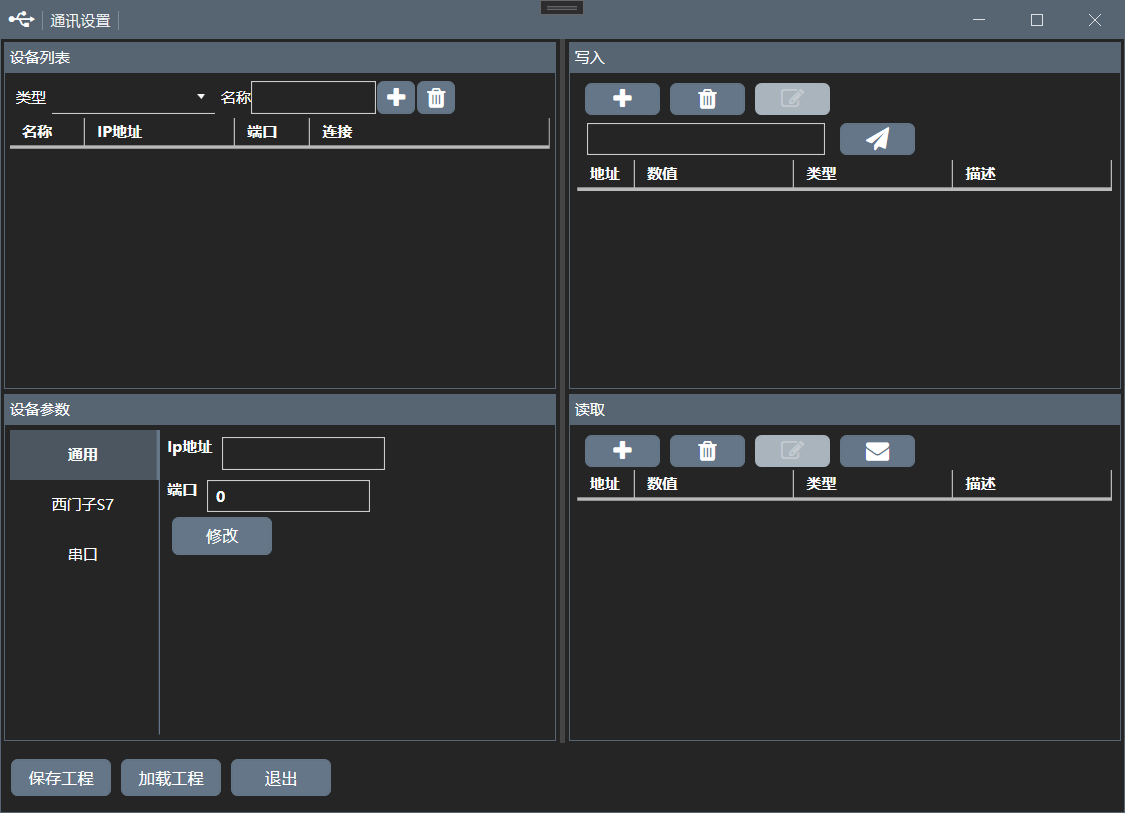 通讯设置
设备列表
类型 名称
名称 IP地址 端口 连接
设备参数
通用
西门子S7
串口
Ip地址
端口 0
修改
写入
地址 数值 类型 描述
读取
地址 数值 类型 描述
保存工程 加载工程 退出